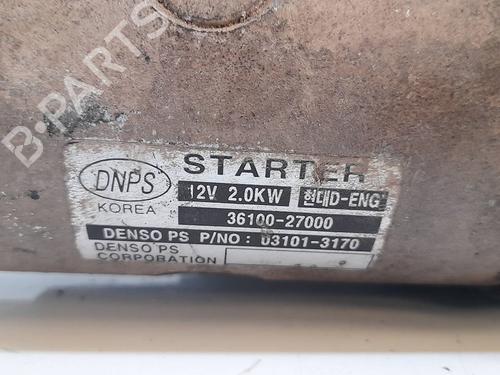 B-PARTS
STARTER
DNPS
12V 2.0KW 현대D-ENG
KOREA
36100-27000
DENSO PS P/NO : 03101-3170
DENSO PS
CORPORATION